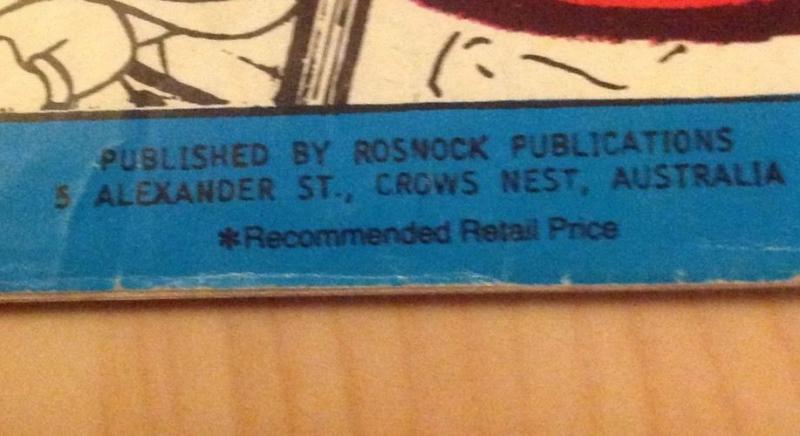 PUBLISHED BY ROSNOCK PUBLICATIONS
5 ALEXANDER ST., CROWS NEST, AUSTRALIA
*Recommended Retail Price